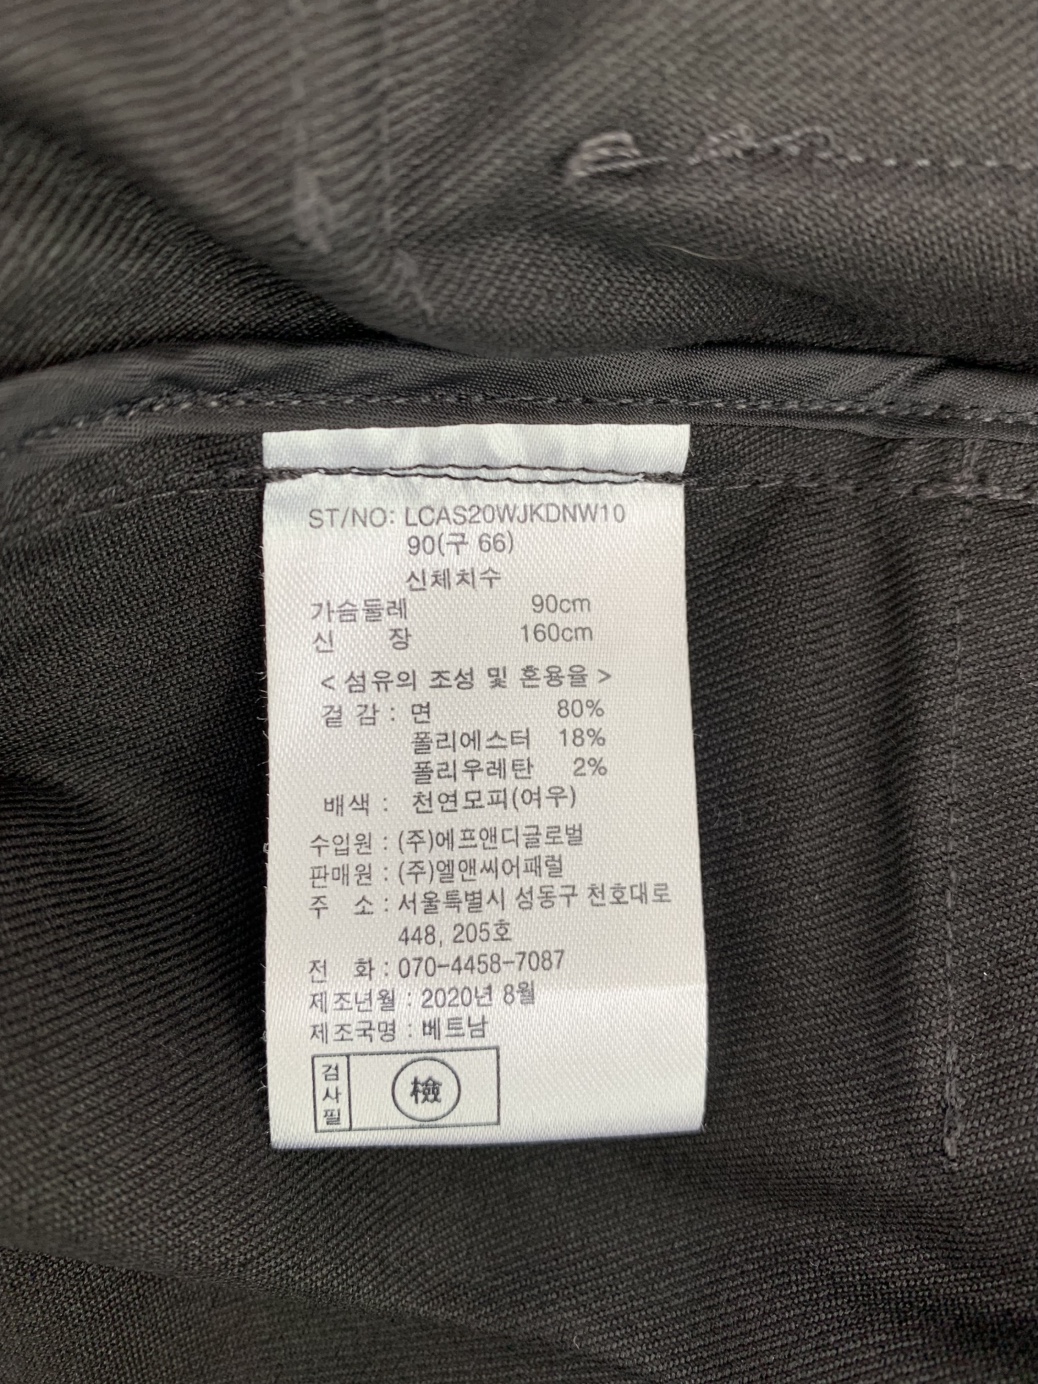 ST/NO: LCAS20WJKDNW10
90(구 66)
신체치수
가슴둘레 90cm
신 장 160cm
< 섬유의 조성 및 혼용율 >
겉 감 : 면 80%
폴리에스터 18%
폴리우레탄 2%
배색 : 천연모피(여우)
수입원 : (주)에프앤디글로벌
판매원 : (주)엘앤씨어패럴
주 소 : 서울특별시 성동구 천호대로
448, 205호
전 화 : 070-4458-7087
제조년월 : 2020년 8월
제조국명 : 베트남
검사필 檢